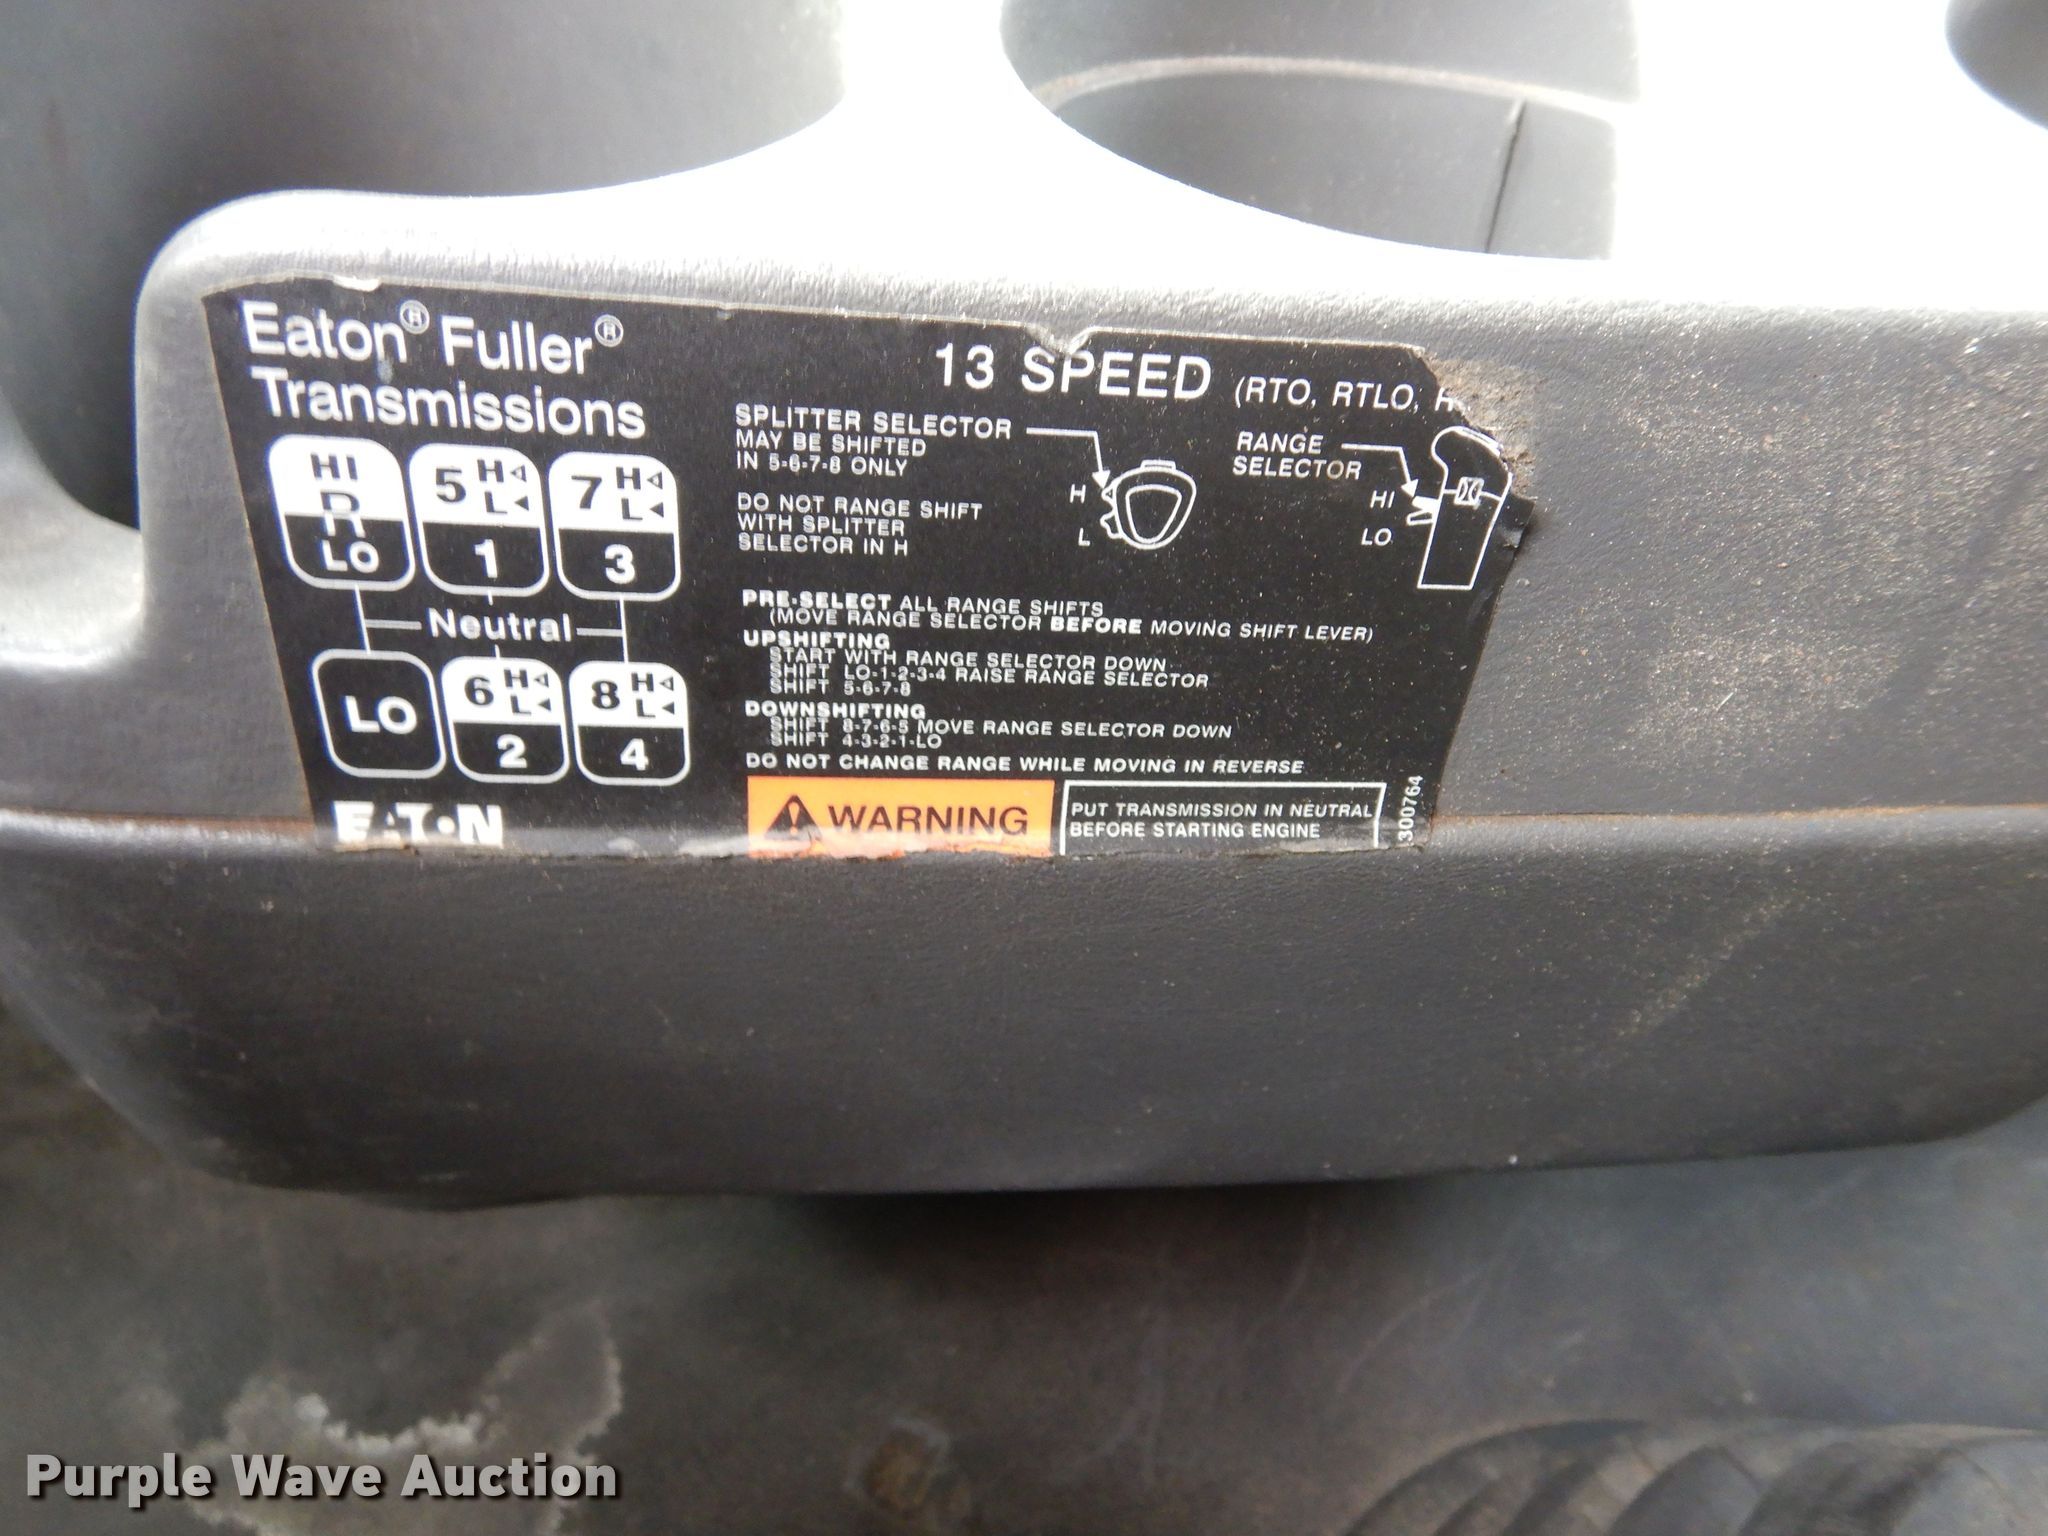 Eaton® Fuller®
Transmissions
13 SPEED (RTO, RTLO,
HI
R
LO
5 H L
1
7 H L
3
Neutral
LO
6 H L
2
8 H L
4
EATON
SPLITTER SELECTOR
MAY BE SHIFTED
IN 5-6-7-8 ONLY
DO NOT RANGE SHIFT
WITH SPLITTER
SELECTOR IN H
H
L
RANGE
SELECTOR
HI
LO
PRE-SELECT ALL RANGE SHIFTS
(MOVE RANGE SELECTOR BEFORE MOVING SHIFT LEVER)
UPSHIFTING
START WITH RANGE SELECTOR DOWN
SHIFT LO-1-2-3-4 RAISE RANGE SELECTOR
SHIFT 5-6-7-8
DOWNSHIFTING
SHIFT 8-7-6-5 MOVE RANGE SELECTOR DOWN
SHIFT 4-3-2-1-LO
DO NOT CHANGE RANGE WHILE MOVING IN REVERSE
WARNING
PUT TRANSMISSION IN NEUTRAL
BEFORE STARTING ENGINE
300764
Purple Wave Auction